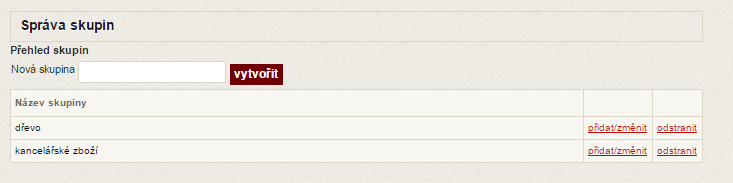 Správa skupin
Přehled skupin
Nová skupina vytvořit
Název skupiny
dřevo přidat/změnit odstranit
kancelářské zboží přidat/změnit odstranit